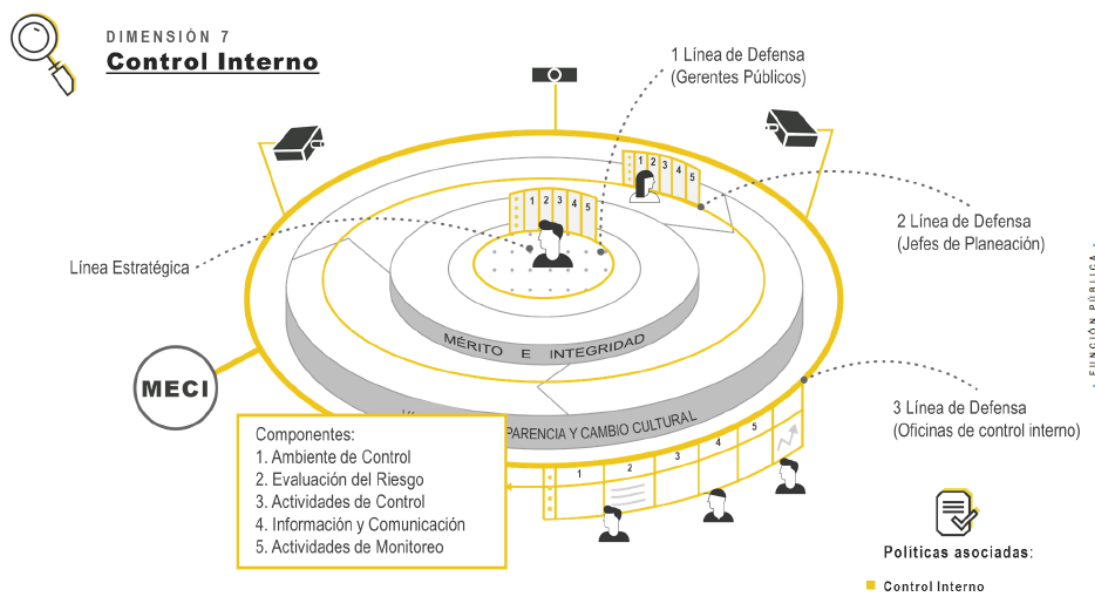 DIMENSIÓN 7
Control Interno
1 Línea de Defensa
(Gerentes Públicos)
1 2 3 4 5
1 2 3 4 5
2 Línea de Defensa
(Jefes de Planeación)
Línea Estratégica
FUNCIÓN PÚBLICA
MÉRITO E INTEGRIDAD
MECI
PARENCIA Y CAMBIO CULTURAL
3 Línea de Defensa
(Oficinas de control interno)
Componentes:
1. Ambiente de Control
2. Evaluación del Riesgo
3. Actividades de Control
4. Información y Comunicación
5. Actividades de Monitoreo
1 2 3 4 5
Políticas asociadas:
Control Interno